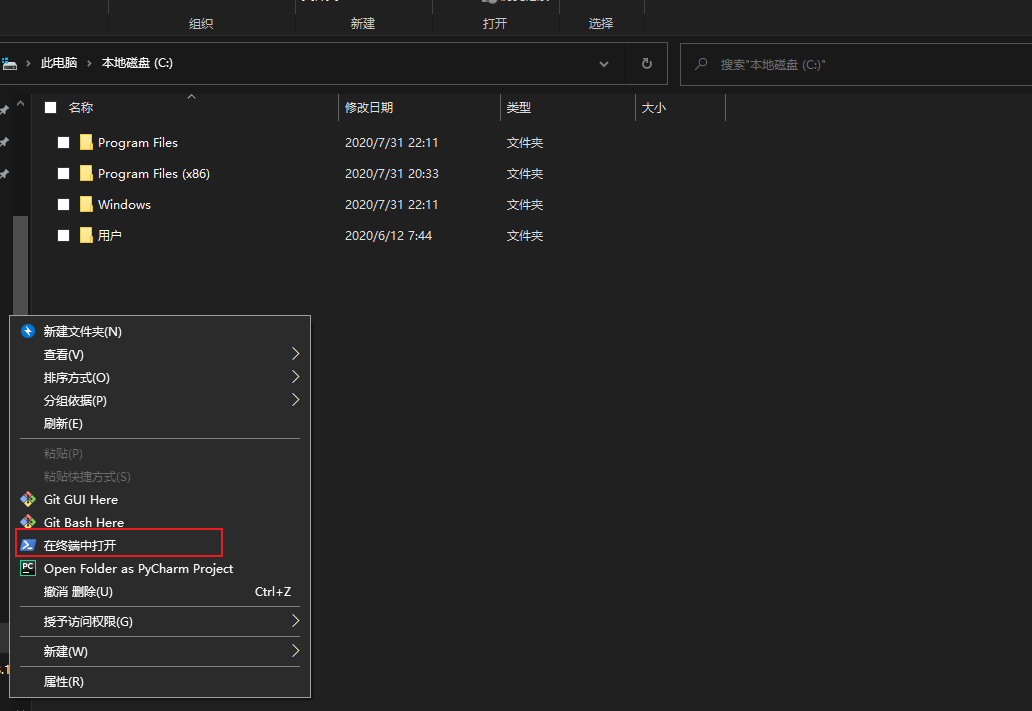 组织 新建 打开 选择
此电脑 本地磁盘 (C:) 搜索"本地磁盘 (C:)"
名称 修改日期 类型 大小
Program Files 2020/7/31 22:11 文件夹
Program Files (x86) 2020/7/31 20:33 文件夹
Windows 2020/7/31 22:11 文件夹
用户 2020/6/12 7:44 文件夹
新建文件夹(N)
查看(V)
排序方式(O)
分组依据(P)
刷新(E)
粘贴(P)
粘贴快捷方式(S)
Git GUI Here
Git Bash Here
在终端中打开
PC Open Folder as PyCharm Project
撤消 删除(U) Ctrl+Z
授予访问权限(G)
新建(W)
属性(R)